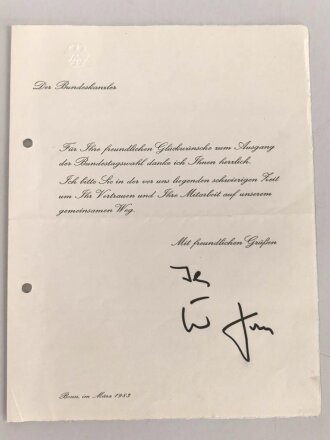 Der Bundeskanzler
Für Ihre freundlichen Glückwünsche zum Ausgang
der Bundestagswahl danke ich Ihnen herzlich.
Ich bitte Sie in der vor uns liegenden schwierigen Zeit
um Ihr Vertrauen und Ihre Mitarbeit auf unserem
gemeinsamen Weg.
Mit freundlichen Grüßen
Bonn, im März 1983